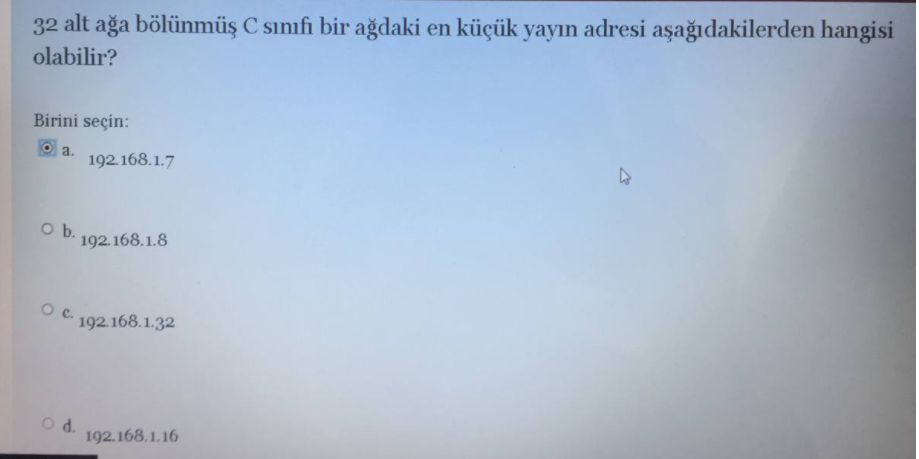 32 alt ağa bölünmüş C sınıfı bir ağdaki en küçük yayın adresi aşağıdakilerden hangisi
olabilir?
Birini seçin:
a. 192.168.1.7
b. 192.168.1.8
c. 192.168.1.32
d. 192.168.1.16